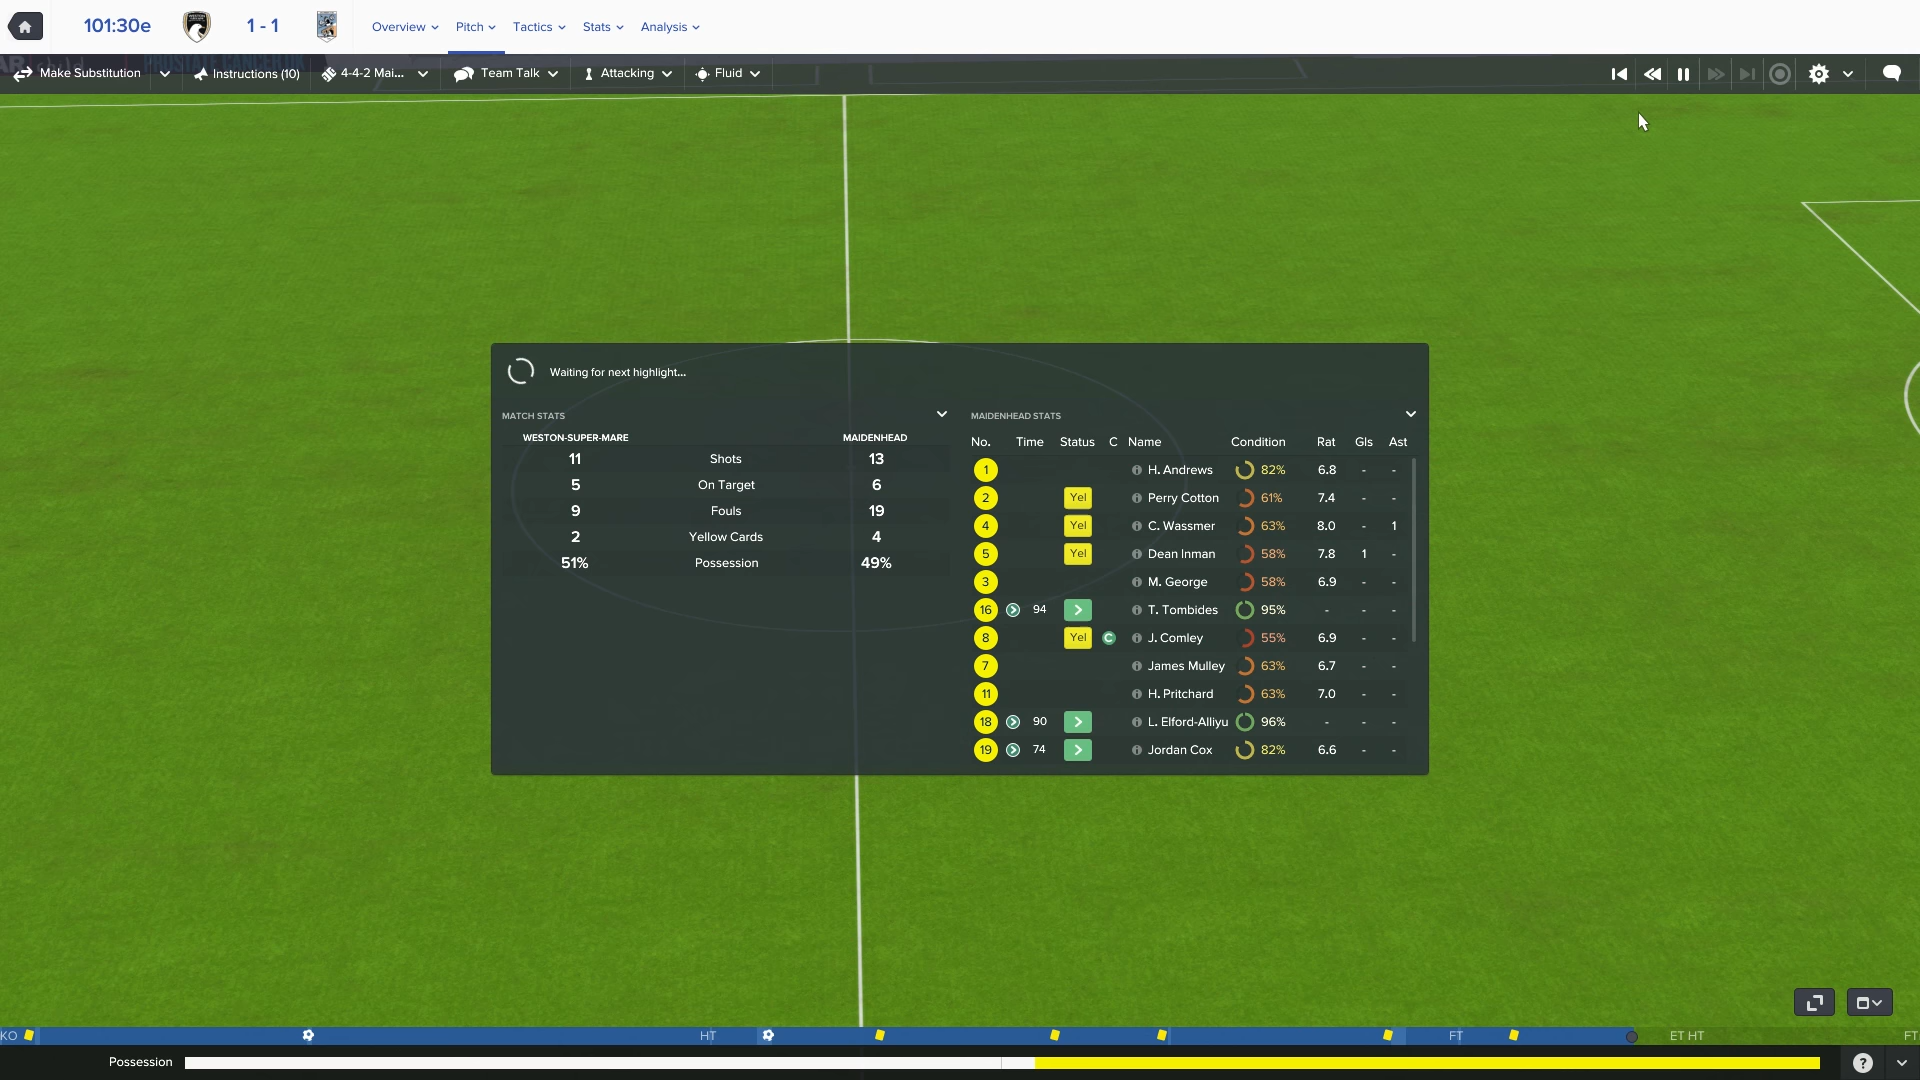 101:30e 1 - 1 Overview Pitch Tactics Stats Analysis
Make Substitution Instructions (10) 4-4-2 Mai... Team Talk Attacking Fluid
Waiting for next highlight...
MATCH STATS
WESTON-SUPER-MARE MAIDENHEAD
11 Shots 13
5 On Target 6
9 Fouls 19
2 Yellow Cards 4
51% Possession 49%
MAIDENHEAD STATS
No. Time Status C Name Condition Rat Gls Ast
1 H. Andrews 82% 6.8 - -
2 Yel Perry Cotton 61% 7.4 - -
4 Yel C. Wassmer 63% 8.0 - 1
5 Yel Dean Inman 58% 7.8 1 -
3 M. George 58% 6.9 - -
16 94 T. Tombides 95% - - -
8 Yel C J. Comley 55% 6.9 - -
7 James Mulley 63% 6.7 - -
11 H. Pritchard 63% 7.0 - -
18 90 L. Elford-Alliyu 96% - - -
19 74 Jordan Cox 82% 6.6 - -
KO HT FT ET HT FT
Possession ?